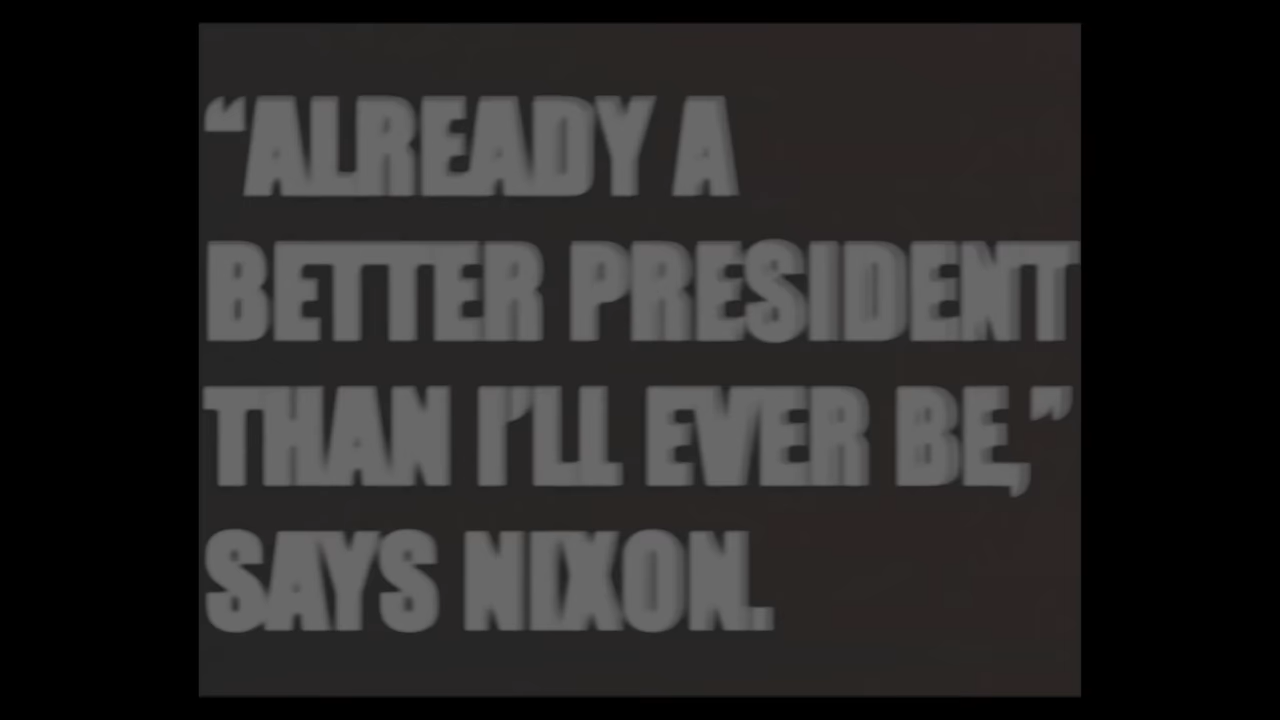 “ALREADY A
BETTER PRESIDENT
THAN I’LL EVER BE,”
SAYS NIXON.